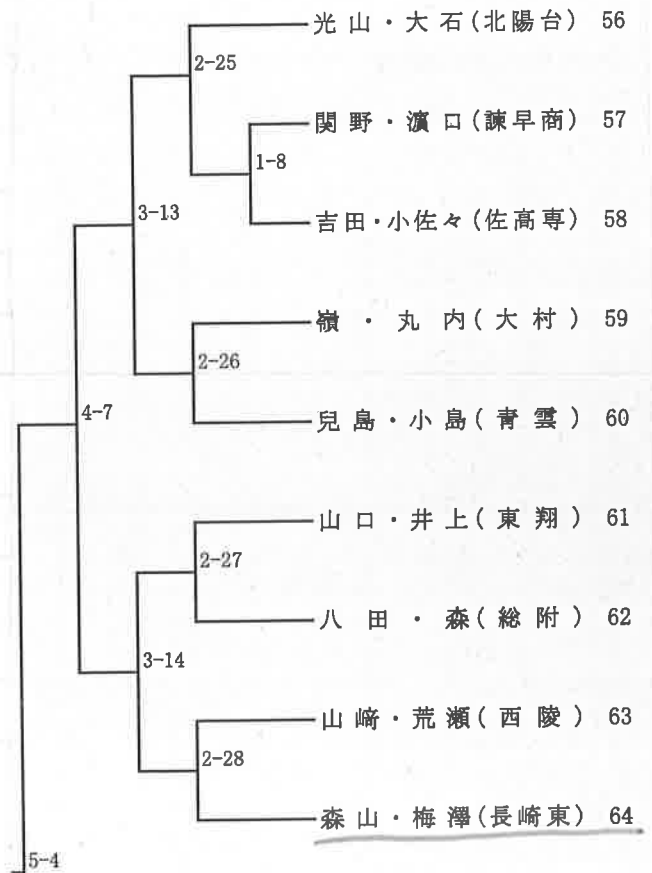 光山・大石(北陽台) 56
2-25
関野・濵口(諫早商) 57
1-8
3-13
吉田・小佐々(佐高専) 58
嶺・丸内(大村) 59
2-26
4-7
兒島・小島(青雲) 60
山口・井上(東翔) 61
2-27
八田・森(総附) 62
3-14
山﨑・荒瀬(西陵) 63
2-28
森山・梅澤(長崎東) 64
5-4